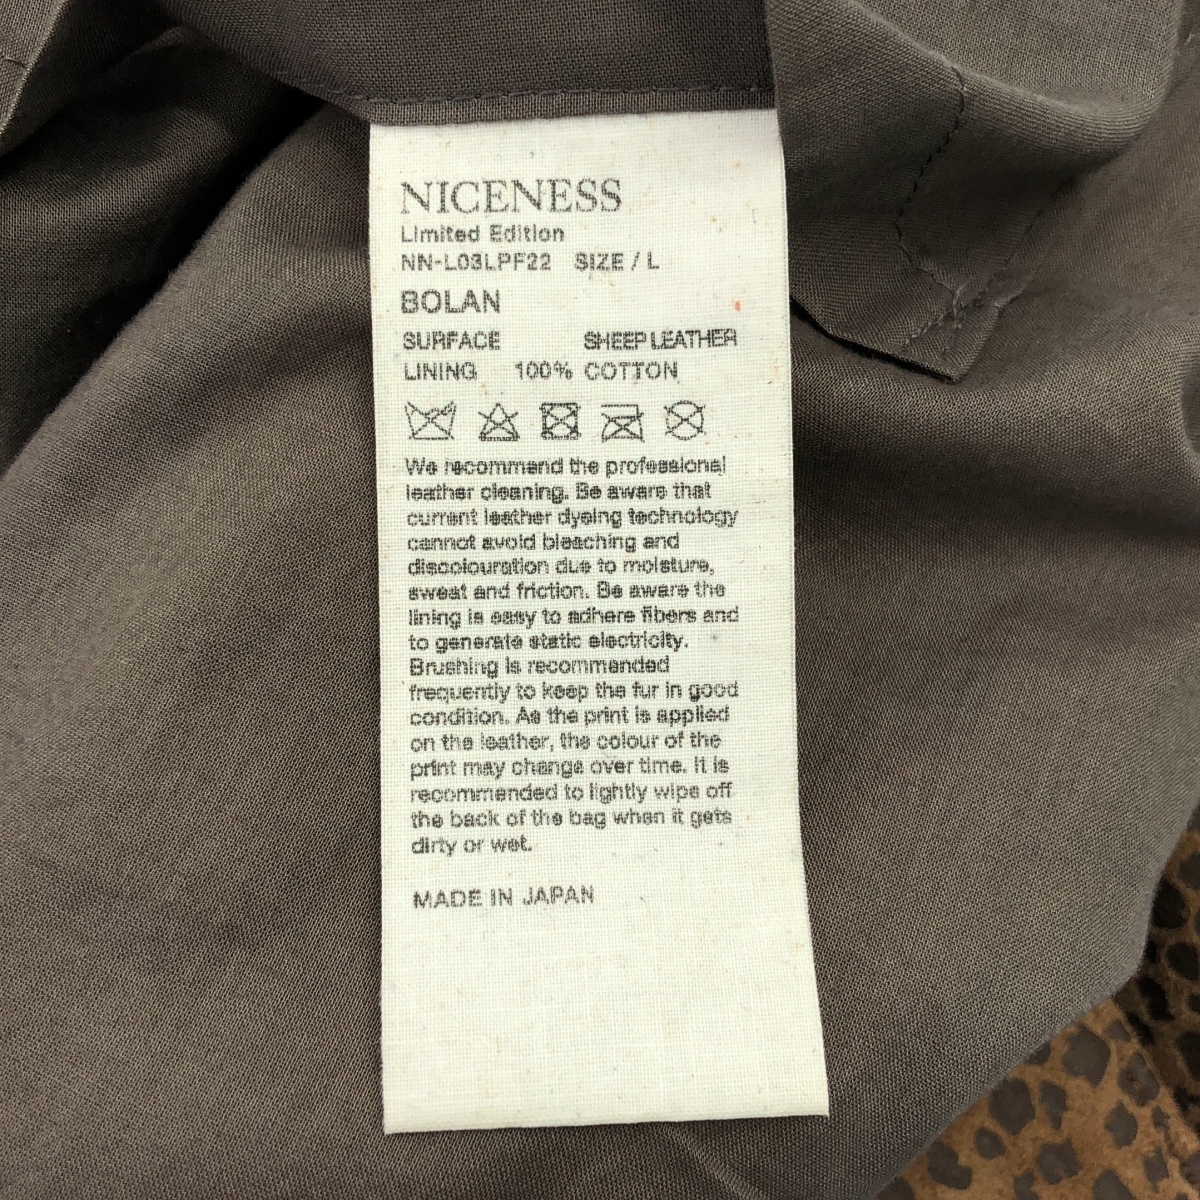 NICENESS
Limited Edition
NN-L03LPF22 SIZE / L
BOLAN
SURFACE SHEEP LEATHER
LINING 100% COTTON
We recommend the professional
leather cleaning. Be aware that
current leather dyeing technology
cannot avoid bleaching and
discolouration due to moisture,
sweat and friction. Be aware the
lining is easy to adhere fibers and
to generate static electricity.
Brushing is recommended
frequently to keep the fur in good
condition. As the print is applied
on the leather, the colour of the
print may change over time. It is
recommended to lightly wipe off
the back of the bag when it gets
dirty or wet.
MADE IN JAPAN